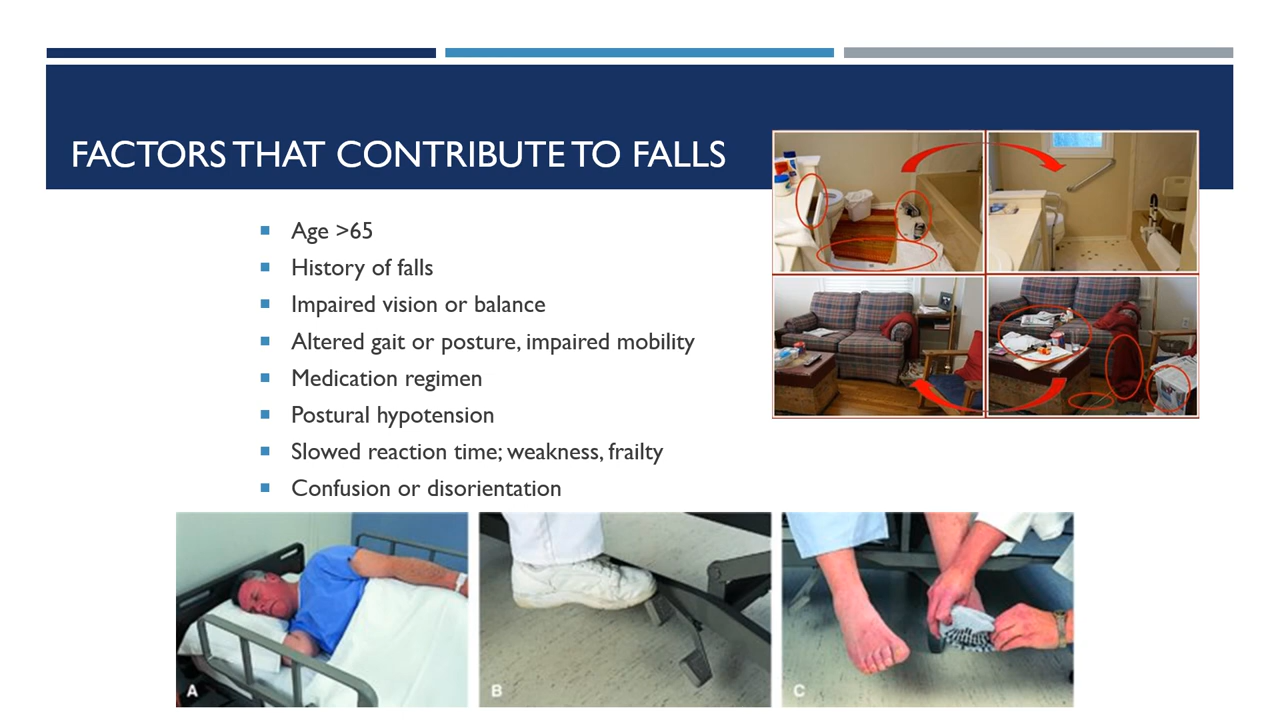 FACTORS THAT CONTRIBUTE TO FALLS
Age >65
History of falls
Impaired vision or balance
Altered gait or posture, impaired mobility
Medication regimen
Postural hypotension
Slowed reaction time; weakness, frailty
Confusion or disorientation
A
B
C